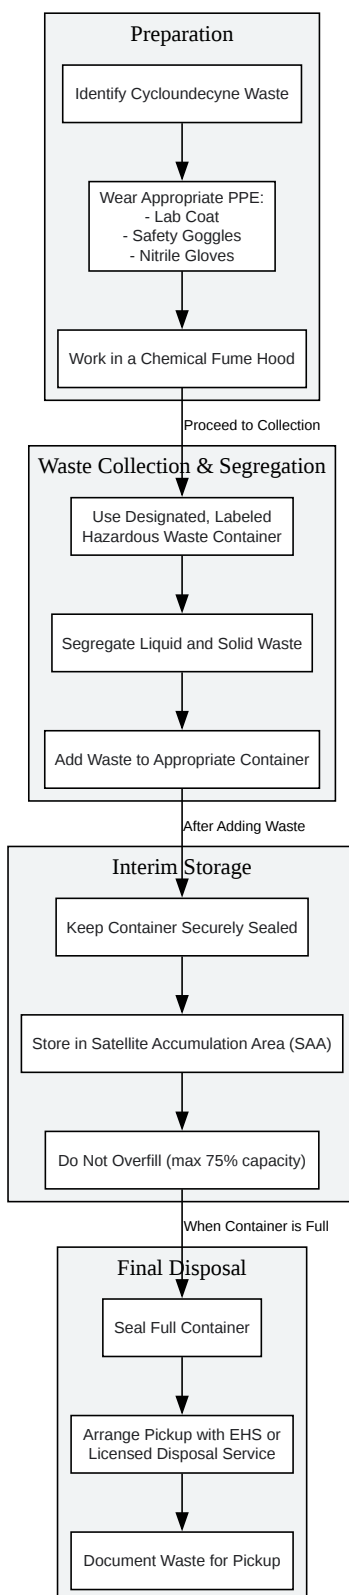 Preparation
Identify Cycloundecyne Waste
Wear Appropriate PPE:
- Lab Coat
- Safety Goggles
- Nitrile Gloves
Work in a Chemical Fume Hood
Proceed to Collection
Waste Collection & Segregation
Use Designated, Labeled
Hazardous Waste Container
Segregate Liquid and Solid Waste
Add Waste to Appropriate Container
After Adding Waste
Interim Storage
Keep Container Securely Sealed
Store in Satellite Accumulation Area (SAA)
Do Not Overfill (max 75% capacity)
When Container is Full
Final Disposal
Seal Full Container
Arrange Pickup with EHS or
Licensed Disposal Service
Document Waste for Pickup